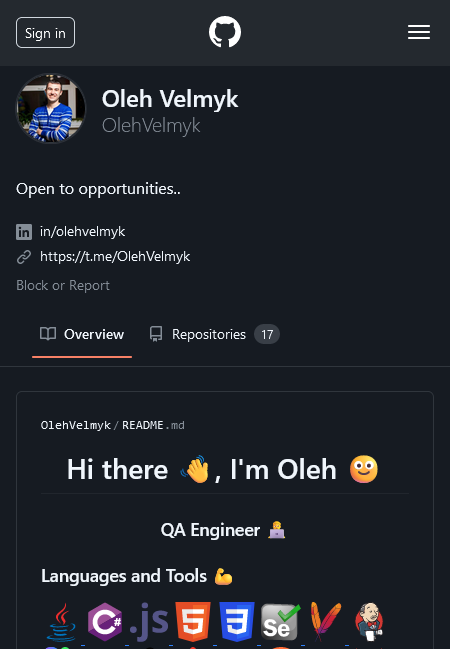 Sign in
Oleh Velmyk
OlehVelmyk
Open to opportunities..
in/olehvelmyk
https://t.me/OlehVelmyk
Block or Report
Overview
Repositories 17
OlehVelmyk/README.md
Hi there 👋, I'm Oleh 🙂
QA Engineer 👩‍💻
Languages and Tools 💪
Java C# .js 5 3 Se